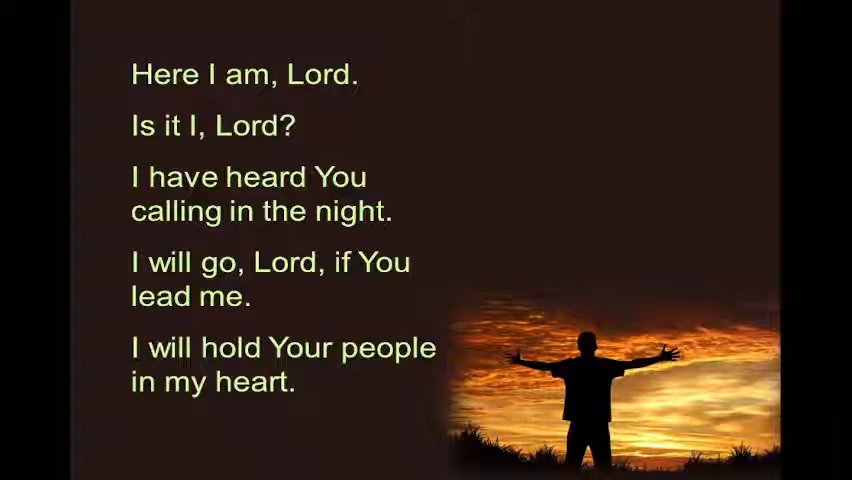 Here I am, Lord.
Is it I, Lord?
I have heard You
calling in the night.
I will go, Lord, if You
lead me.
I will hold Your people
in my heart.